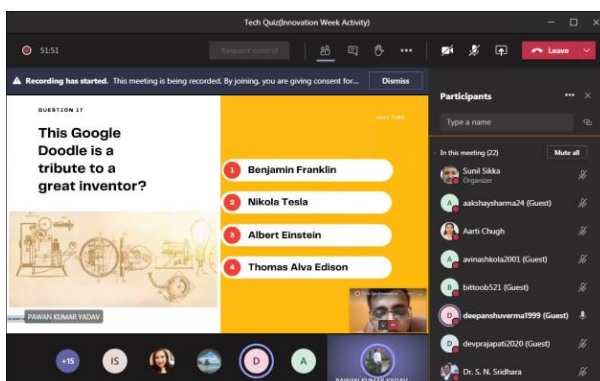 Tech Quiz(Innovation Week Activity)
51:51
Request control
Leave
Recording has started. This meeting is being recorded. By joining, you are giving consent for...
Dismiss
QUESTION 17
This Google
Doodle is a
tribute to a
great inventor?
1 Benjamin Franklin
2 Nikola Tesla
3 Albert Einstein
4 Thomas Alva Edison
PAWAN KUMAR YADAV
+15
IS
D
A
PAWAN KUMAR YADAV
Participants
Type a name
In this meeting (22)
Mute all
Sunil Sikka
Organizer
A
aakshaysharma24 (Guest)
Aarti Chugh
A
avinashkola2001 (Guest)
B
bittoob521 (Guest)
D
deepanshuverma1999 (Guest)
D
devprajapati2020 (Guest)
Dr. S. N. Sridhara